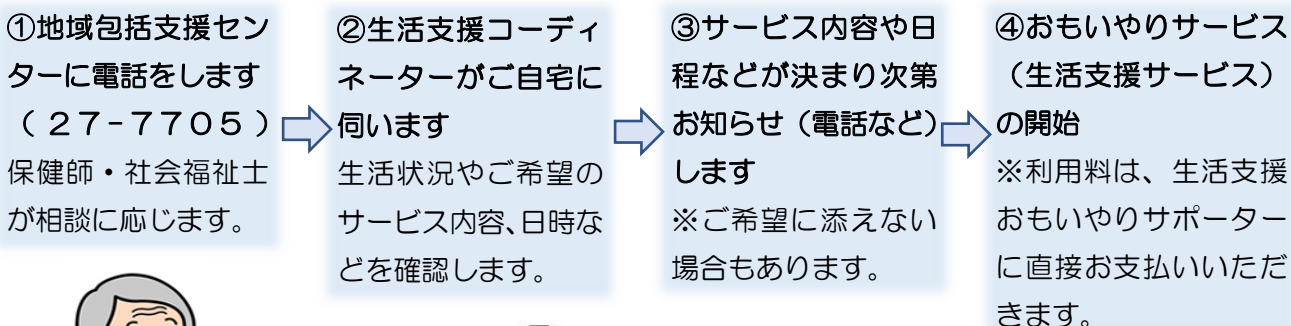 ①地域包括支援セン
ターに電話をします
（２７-７７０５）
保健師・社会福祉士
が相談に応じます。
②生活支援コーディ
ネーターがご自宅に
伺います
生活状況やご希望の
サービス内容、日時な
どを確認します。
③サービス内容や日
程などが決まり次第
お知らせ（電話など）
します
※ご希望に添えない
場合もあります。
④おもいやりサービス
（生活支援サービス）
の開始
※利用料は、生活支援
おもいやりサポーター
に直接お支払いいただ
きます。